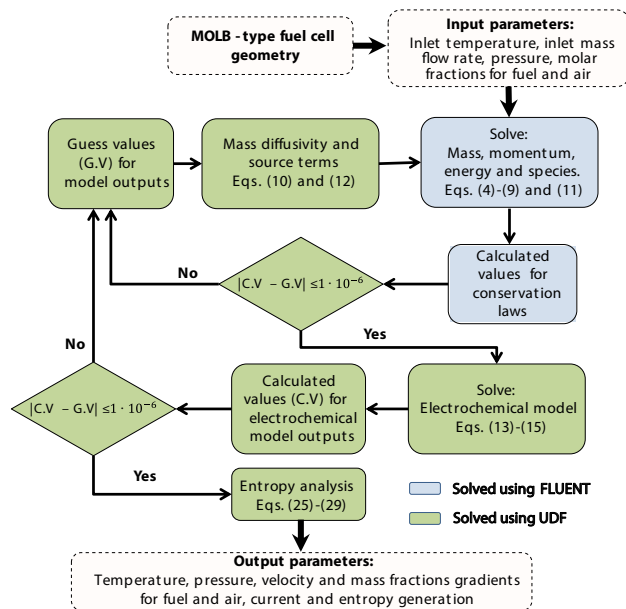 MOLB - type fuel cell
geometry
Input parameters:
Inlet temperature, inlet mass
flow rate, pressure, molar
fractions for fuel and air
Guess values
(G.V) for
model outputs
Mass diffusivity and
source terms
Eqs. (10) and (12)
Solve:
Mass, momentum,
energy and species.
Eqs. (4)-(9) and (11)
No
|C.V – G.V| ≤1 · 10⁻⁶
Calculated
values for
conservation
laws
Yes
No
|C.V – G.V| ≤1 · 10⁻⁶
Calculated
values (C.V) for
electrochemical
model outputs
Solve:
Electrochemical model
Eqs. (13)-(15)
Yes
Entropy analysis
Eqs. (25)-(29)
Solved using FLUENT
Solved using UDF
Output parameters:
Temperature, pressure, velocity and mass fractions gradients
for fuel and air, current and entropy generation